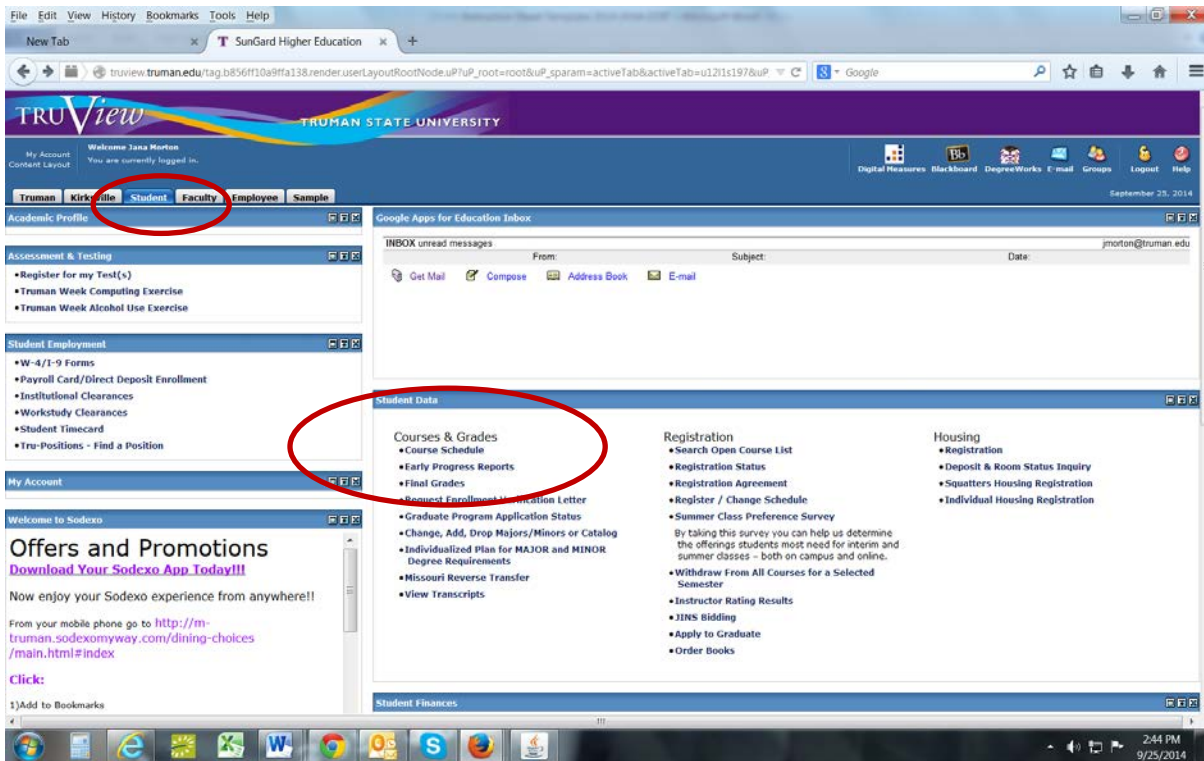 File Edit View History Bookmarks Tools Help
New Tab
SunGard Higher Education
truview.truman.edu/tag.b856ff10a9ffa138.render.userLayoutRootNode.uP?uP_root=root&uP_sparam=activeTab&activeTab=u12l1s197&uP
Google
TRUView
TRUMAN STATE UNIVERSITY
My Account
Content Layout
Welcome Jana Morton
You are currently logged in.
Digital Measures Blackboard DegreeWorks E-mail Groups Logout Help
September 25, 2014
Truman Kirksville Student Faculty Employee Sample
Academic Profile
Assessment & Testing
•Register for my Test(s)
•Truman Week Computing Exercise
•Truman Week Alcohol Use Exercise
Student Employment
•W-4/I-9 Forms
•Payroll Card/Direct Deposit Enrollment
•Institutional Clearances
•Workstudy Clearances
•Student Timecard
•Tru-Positions - Find a Position
My Account
Welcome to Sodexo
Offers and Promotions
Download Your Sodexo App Today!!!
Now enjoy your Sodexo experience from anywhere!!
From your mobile phone go to http://m-
truman.sodexomyway.com/dining-choices
/main.html#index
Click:
1)Add to Bookmarks
Google Apps for Education Inbox
INBOX unread messages
jmorton@truman.edu
From: Subject: Date:
Get Mail Compose Address Book E-mail
Student Data
Courses & Grades
•Course Schedule
•Early Progress Reports
•Final Grades
•Request Enrollment Verification Letter
•Graduate Program Application Status
•Change, Add, Drop Majors/Minors or Catalog
•Individualized Plan for MAJOR and MINOR
Degree Requirements
•Missouri Reverse Transfer
•View Transcripts
Registration
•Search Open Course List
•Registration Status
•Registration Agreement
•Register / Change Schedule
•Summer Class Preference Survey
By taking this survey you can help us determine
the offerings students most need for interim and
summer classes – both on campus and online.
•Withdraw From All Courses for a Selected
Semester
•Instructor Rating Results
•JINS Bidding
•Apply to Graduate
•Order Books
Housing
•Registration
•Deposit & Room Status Inquiry
•Squatters Housing Registration
•Individual Housing Registration
Student Finances
2:44 PM
9/25/2014